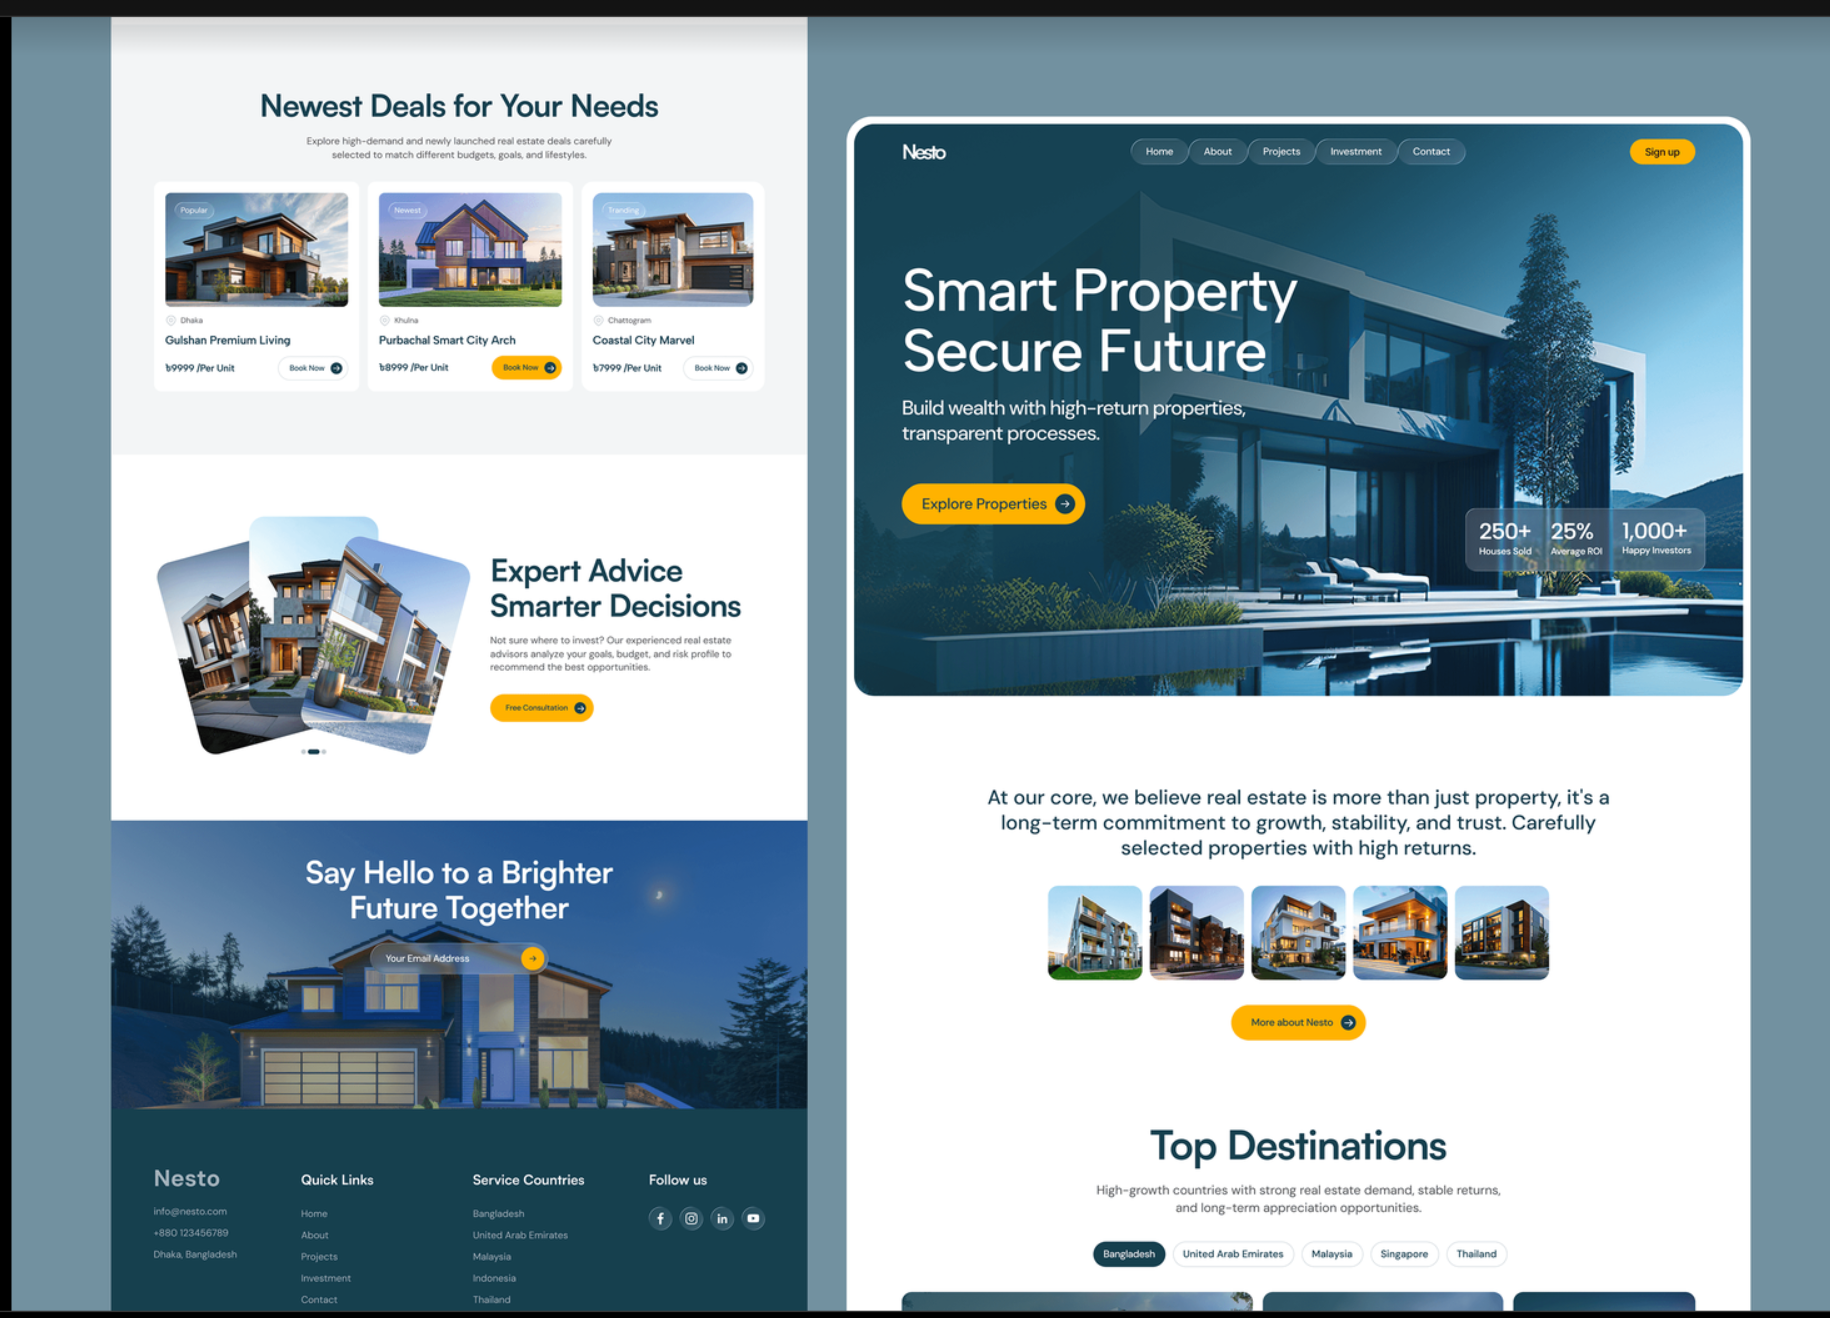 Newest Deals for Your Needs
Explore high-demand and newly launched real estate deals carefully
selected to match different budgets, goals, and lifestyles.
Popular
Dhaka
Gulshan Premium Living
৳9999 /Per Unit
Book Now
Newest
Khulna
Purbachal Smart City Arch
৳8999 /Per Unit
Book Now
Tranding
Chattogram
Coastal City Marvel
৳7999 /Per Unit
Book Now
Expert Advice
Smarter Decisions
Not sure where to invest? Our experienced real estate
advisors analyze your goals, budget, and risk profile to
recommend the best opportunities.
Free Consultation
Say Hello to a Brighter
Future Together
Your Email Address
Nesto
info@nesto.com
+880 123456789
Dhaka, Bangladesh
Quick Links
Home
About
Projects
Investment
Contact
Service Countries
Bangladesh
United Arab Emirates
Malaysia
Indonesia
Thailand
Follow us
Nesto
Home
About
Projects
Investment
Contact
Sign up
Smart Property
Secure Future
Build wealth with high-return properties,
transparent processes.
Explore Properties
250+
Houses Sold
25%
Average ROI
1,000+
Happy Investors
At our core, we believe real estate is more than just property, it's a
long-term commitment to growth, stability, and trust. Carefully
selected properties with high returns.
More about Nesto
Top Destinations
High-growth countries with strong real estate demand, stable returns,
and long-term appreciation opportunities.
Bangladesh
United Arab Emirates
Malaysia
Singapore
Thailand